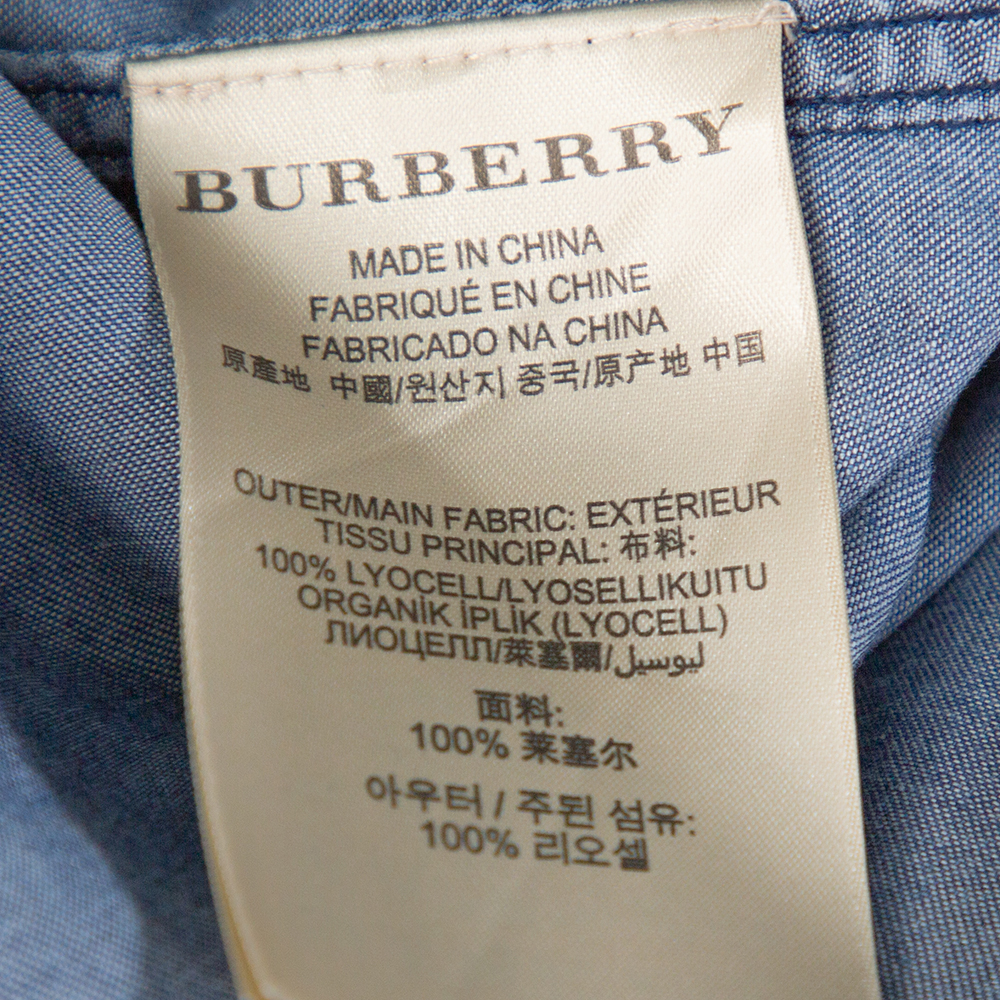 BURBERRY
MADE IN CHINA
FABRIQUÉ EN CHINE
FABRICADO NA CHINA
原產地 中國/원산지 중국/原产地 中国
OUTER/MAIN FABRIC: EXTÉRIEUR
TISSU PRINCIPAL: 布料:
100% LYOCELL/LYOSELLIKUITU
ORGANİK İPLİK (LYOCELL)
ЛИОЦЕЛЛ/萊塞爾/ليوسيل
面料:
100% 莱塞尔
아우터 / 주된 섬유:
100% 리오셀